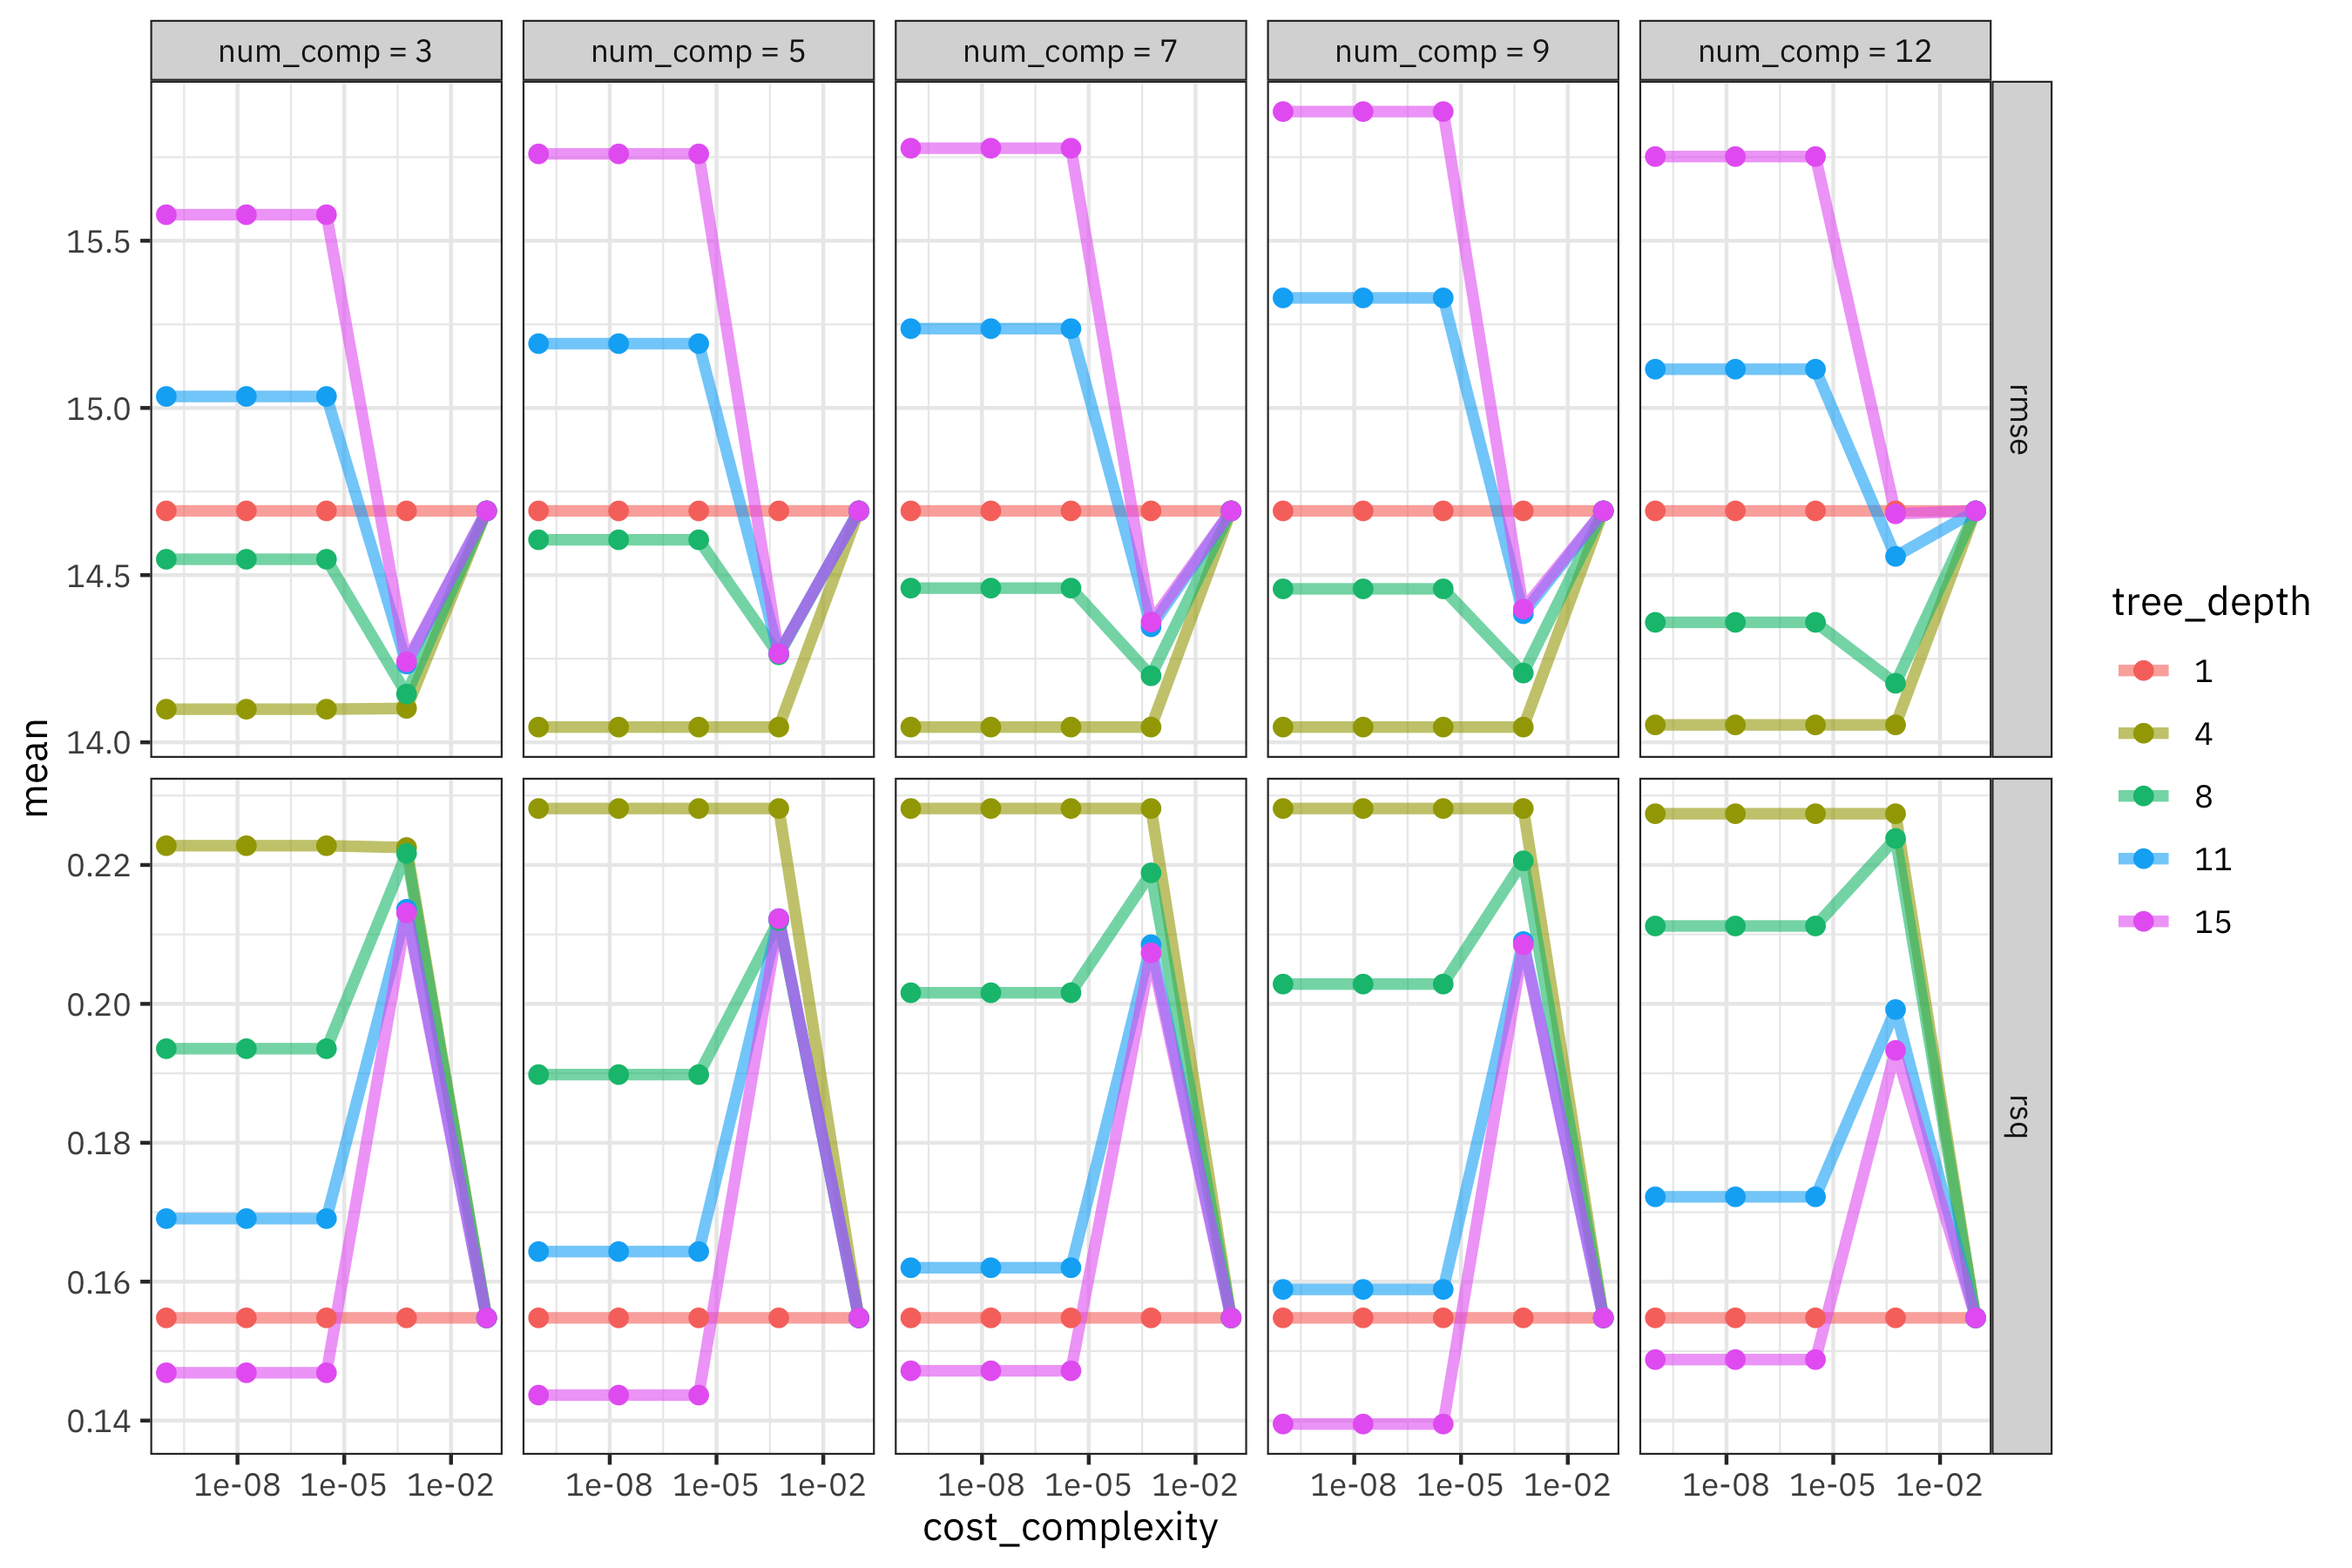 num_comp = 3
num_comp = 5
num_comp = 7
num_comp = 9
num_comp = 12
15.5
15.0
14.5
14.0
rmse
mean
0.22
0.20
0.18
0.16
0.14
rsq
1e-08 1e-05 1e-02
1e-08 1e-05 1e-02
1e-08 1e-05 1e-02
1e-08 1e-05 1e-02
1e-08 1e-05 1e-02
cost_complexity
tree_depth
1
4
8
11
15